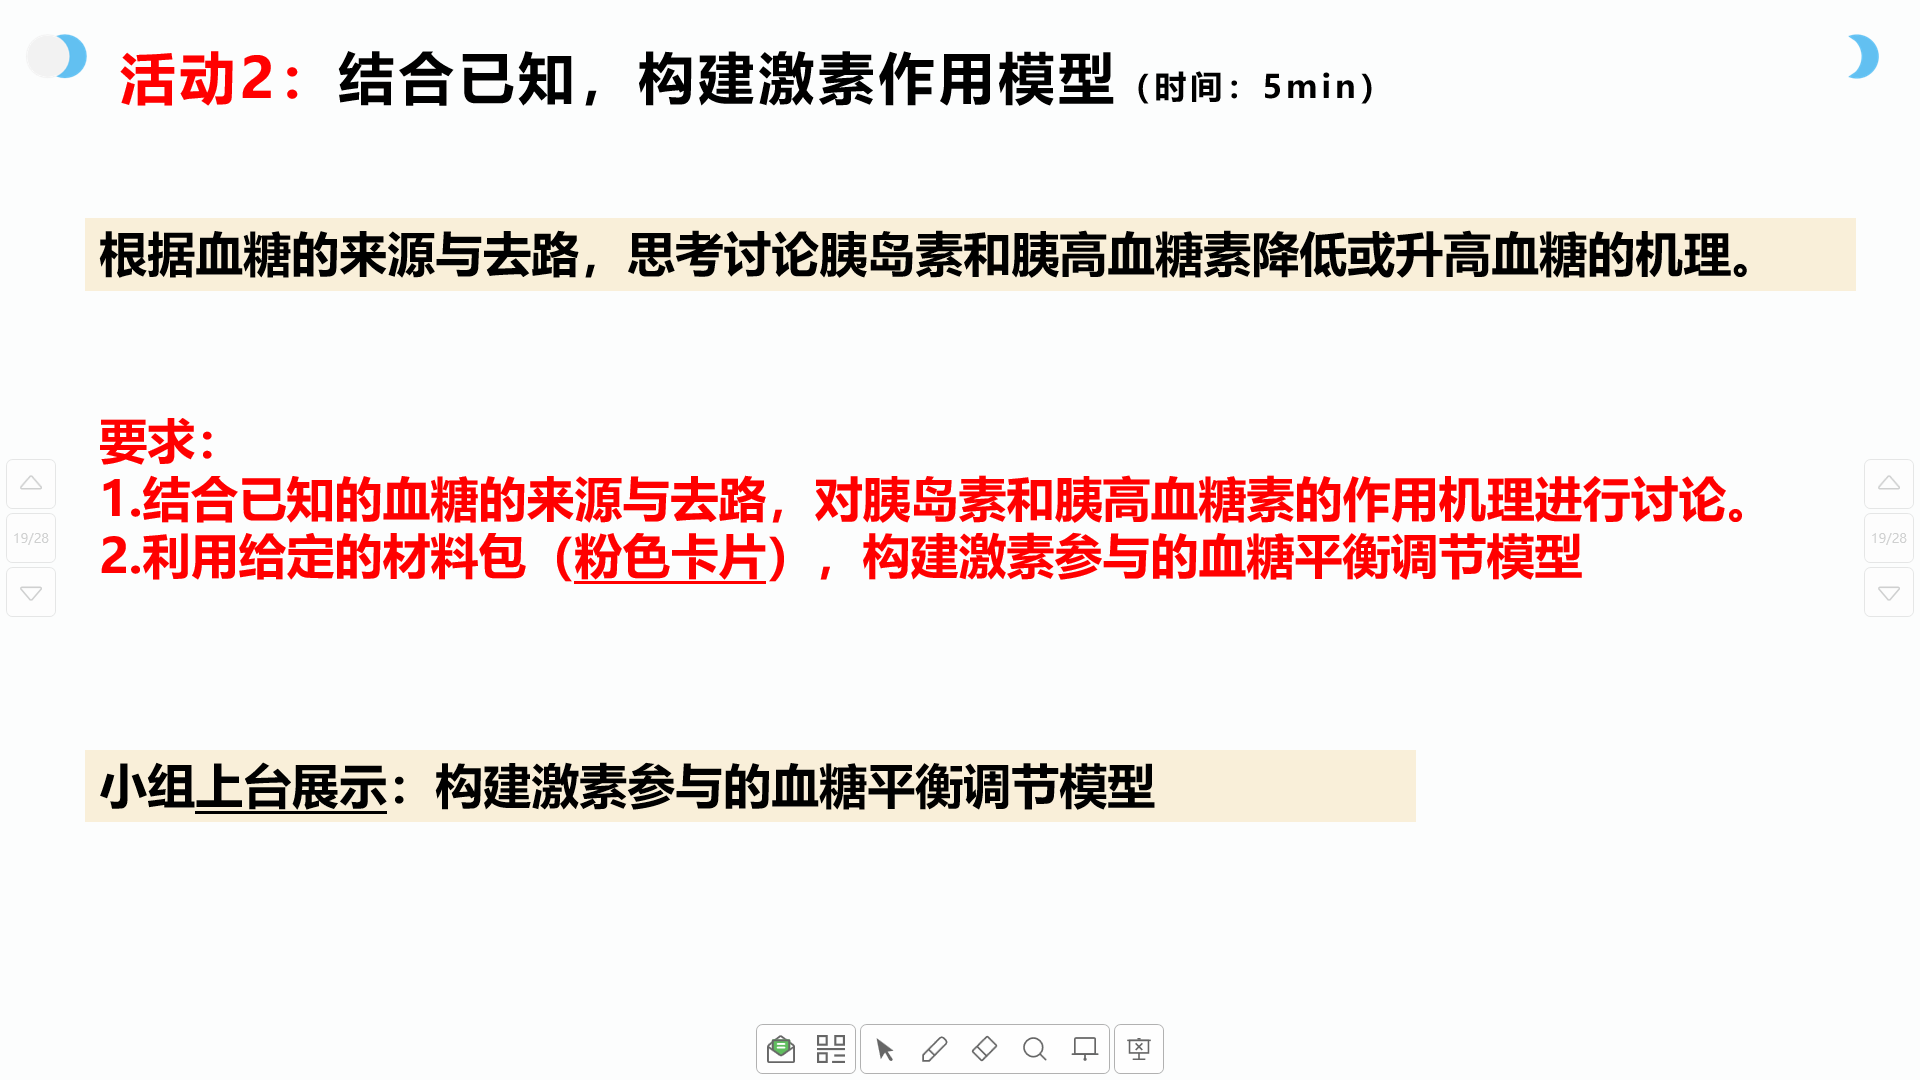 活动2：结合已知，构建激素作用模型（时间：5min）
根据血糖的来源与去路，思考讨论胰岛素和胰高血糖素降低或升高血糖的机理。
要求：
1.结合已知的血糖的来源与去路，对胰岛素和胰高血糖素的作用机理进行讨论。
2.利用给定的材料包（粉色卡片），构建激素参与的血糖平衡调节模型
19/28
19/28
小组上台展示：构建激素参与的血糖平衡调节模型